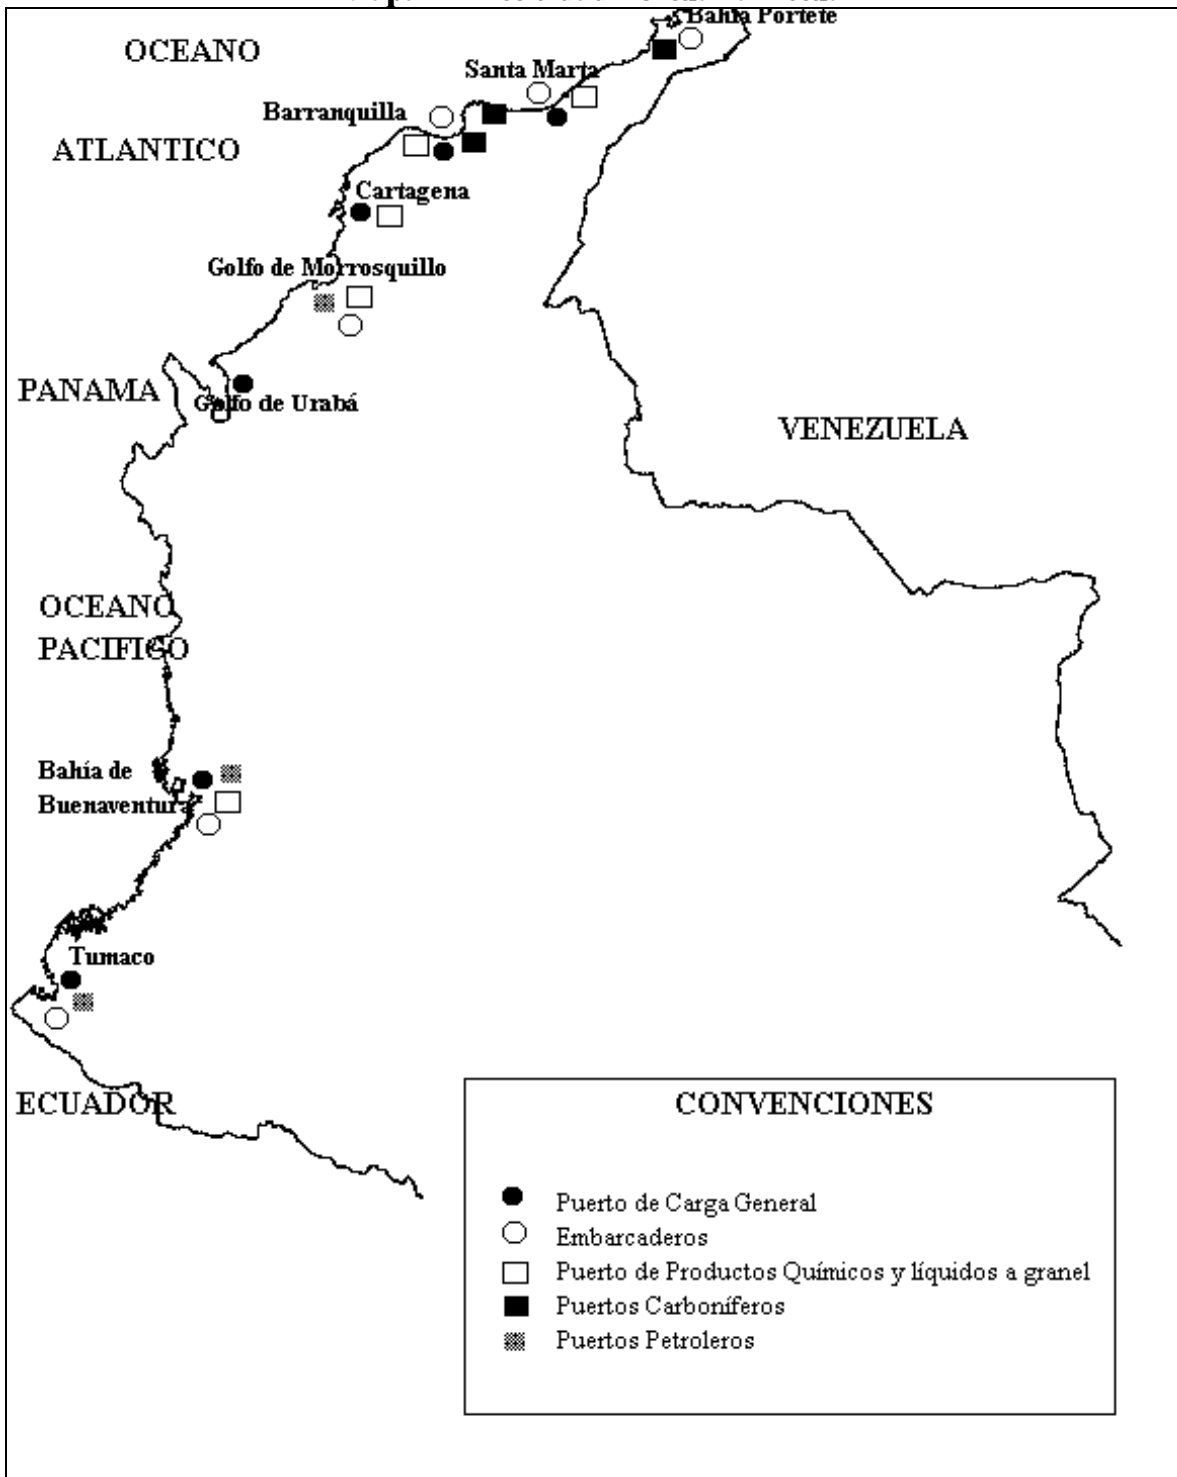 Bahía Portete
OCEANO
Santa Marta
Barranquilla
ATLANTICO
Cartagena
Golfo de Morrosquillo
PANAMA
Golfo de Urabá
VENEZUELA
OCEANO
PACIFICO
Bahía de
Buenaventura
Tumaco
ECUADOR
CONVENCIONES
Puerto de Carga General
Embarcaderos
Puerto de Productos Químicos y líquidos a granel
Puertos Carboníferos
Puertos Petroleros